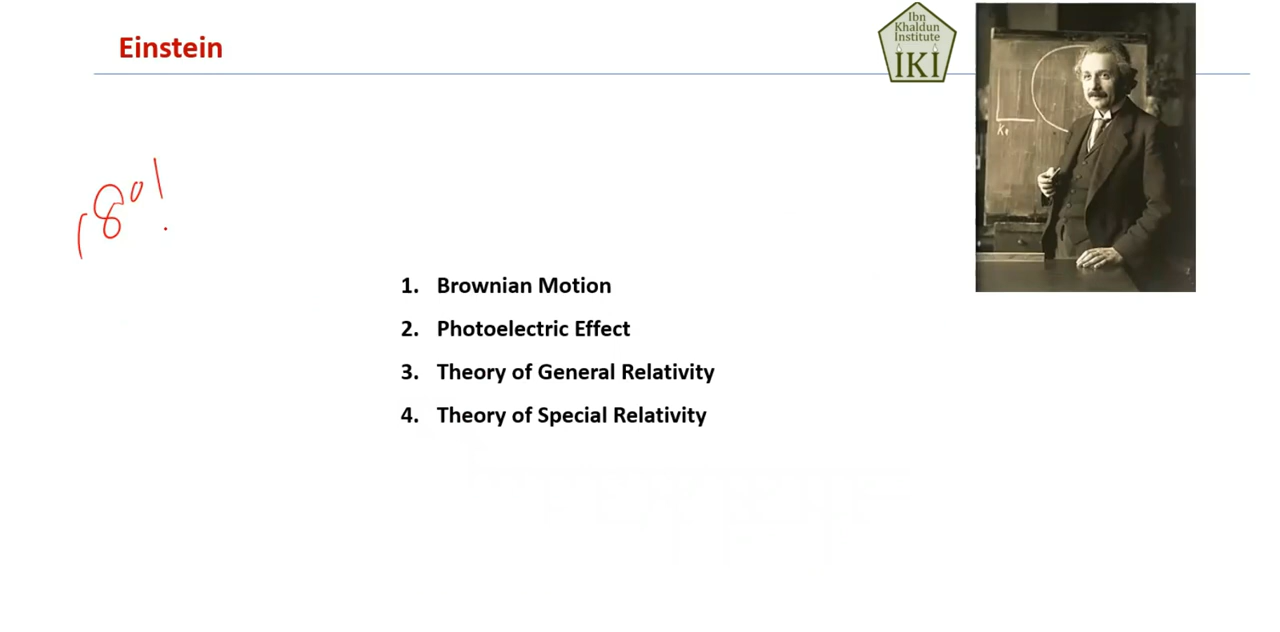 Einstein
Ibn
Khaldun
Institute
IKI
1801
1. Brownian Motion
2. Photoelectric Effect
3. Theory of General Relativity
4. Theory of Special Relativity